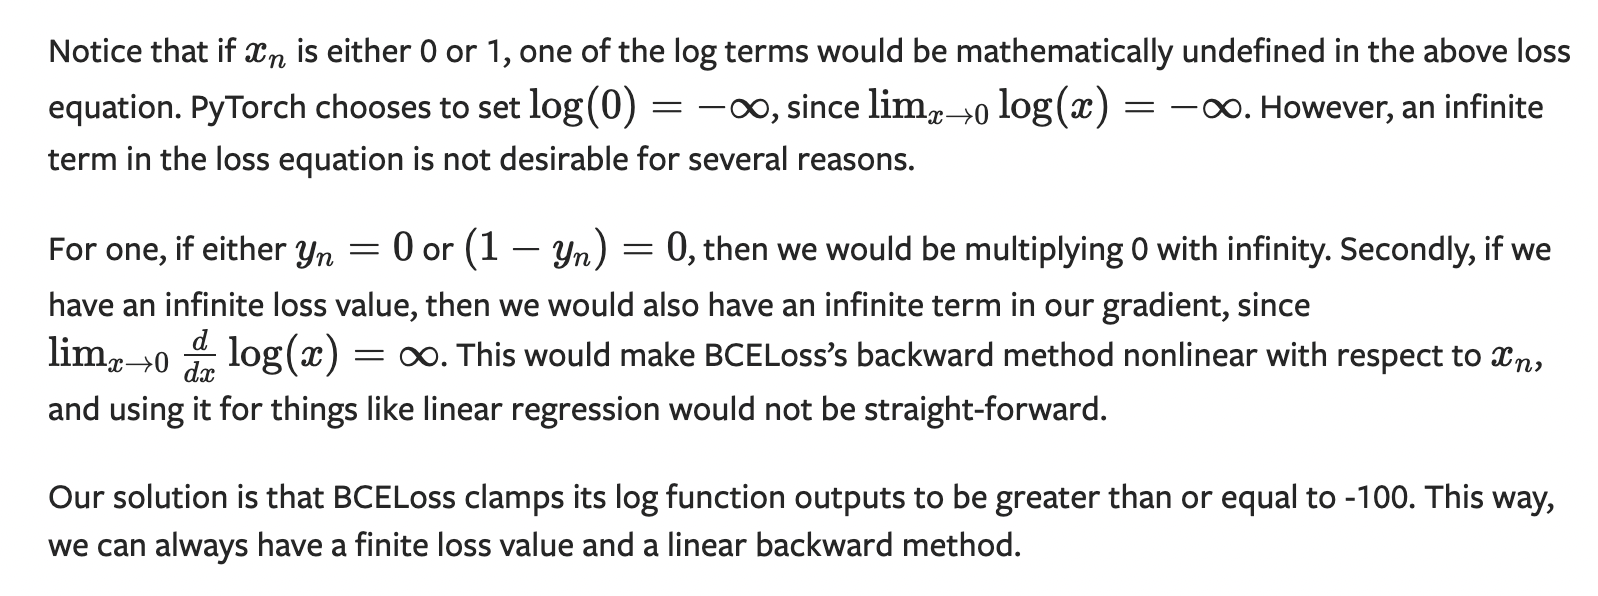 Notice that if xₙ is either 0 or 1, one of the log terms would be mathematically undefined in the above loss
equation. PyTorch chooses to set log(0) = −∞, since limₓ→₀ log(x) = −∞. However, an infinite
term in the loss equation is not desirable for several reasons.
For one, if either yₙ = 0 or (1 − yₙ) = 0, then we would be multiplying 0 with infinity. Secondly, if we
have an infinite loss value, then we would also have an infinite term in our gradient, since
limₓ→₀ d/dx log(x) = ∞. This would make BCELoss’s backward method nonlinear with respect to xₙ,
and using it for things like linear regression would not be straight-forward.
Our solution is that BCELoss clamps its log function outputs to be greater than or equal to -100. This way,
we can always have a finite loss value and a linear backward method.